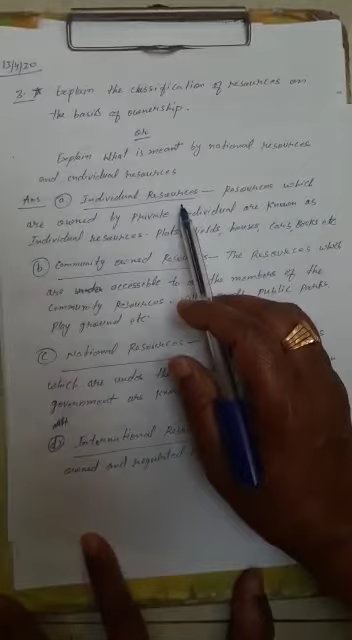 13/4/20
3. * Explain the classification of resources on
the basis of ownership.
OR
Explain what is meant by national resources
and individual resources
Ans. (a) Individual Resources – Resources which
are owned by Private individual are known as
Individual resources. Plots, fields, houses, cars, Books etc
(b) Community owned – The Resources which
are accessible to the members of the
Community Resources. Public Parks,
Play ground etc.
(c) National Resources –
which are under the
government are
(d) International
owned and regulated